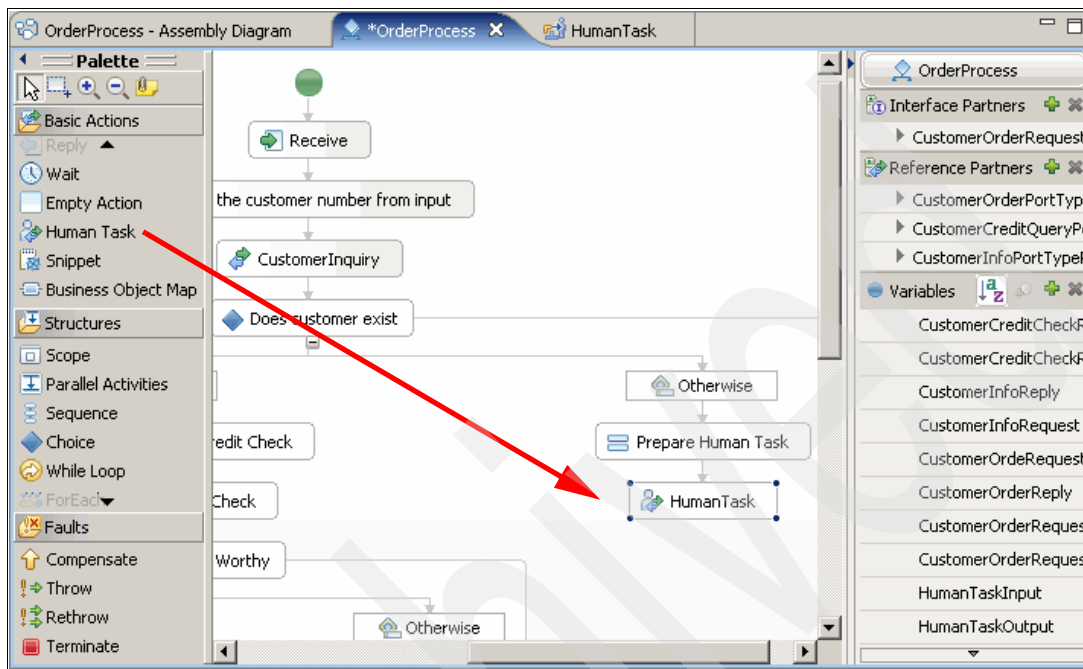 OrderProcess - Assembly Diagram
*OrderProcess
HumanTask
Palette
Basic Actions
Reply
Wait
Empty Action
Human Task
Snippet
Business Object Map
Structures
Scope
Parallel Activities
Sequence
Choice
While Loop
ForEac
Faults
Compensate
Throw
Rethrow
Terminate
Receive
the customer number from input
CustomerInquiry
Does customer exist
Otherwise
redit Check
Prepare Human Task
Check
HumanTask
Worthy
Otherwise
OrderProcess
Interface Partners
CustomerOrderRequest
Reference Partners
CustomerOrderPortTyp
CustomerCreditQueryP
CustomerInfoPortType
Variables
CustomerCreditCheckR
CustomerCreditCheckR
CustomerInfoReply
CustomerInfoRequest
CustomerOrdeRequest
CustomerOrderReply
CustomerOrderReques
CustomerOrderReques
HumanTaskInput
HumanTaskOutput